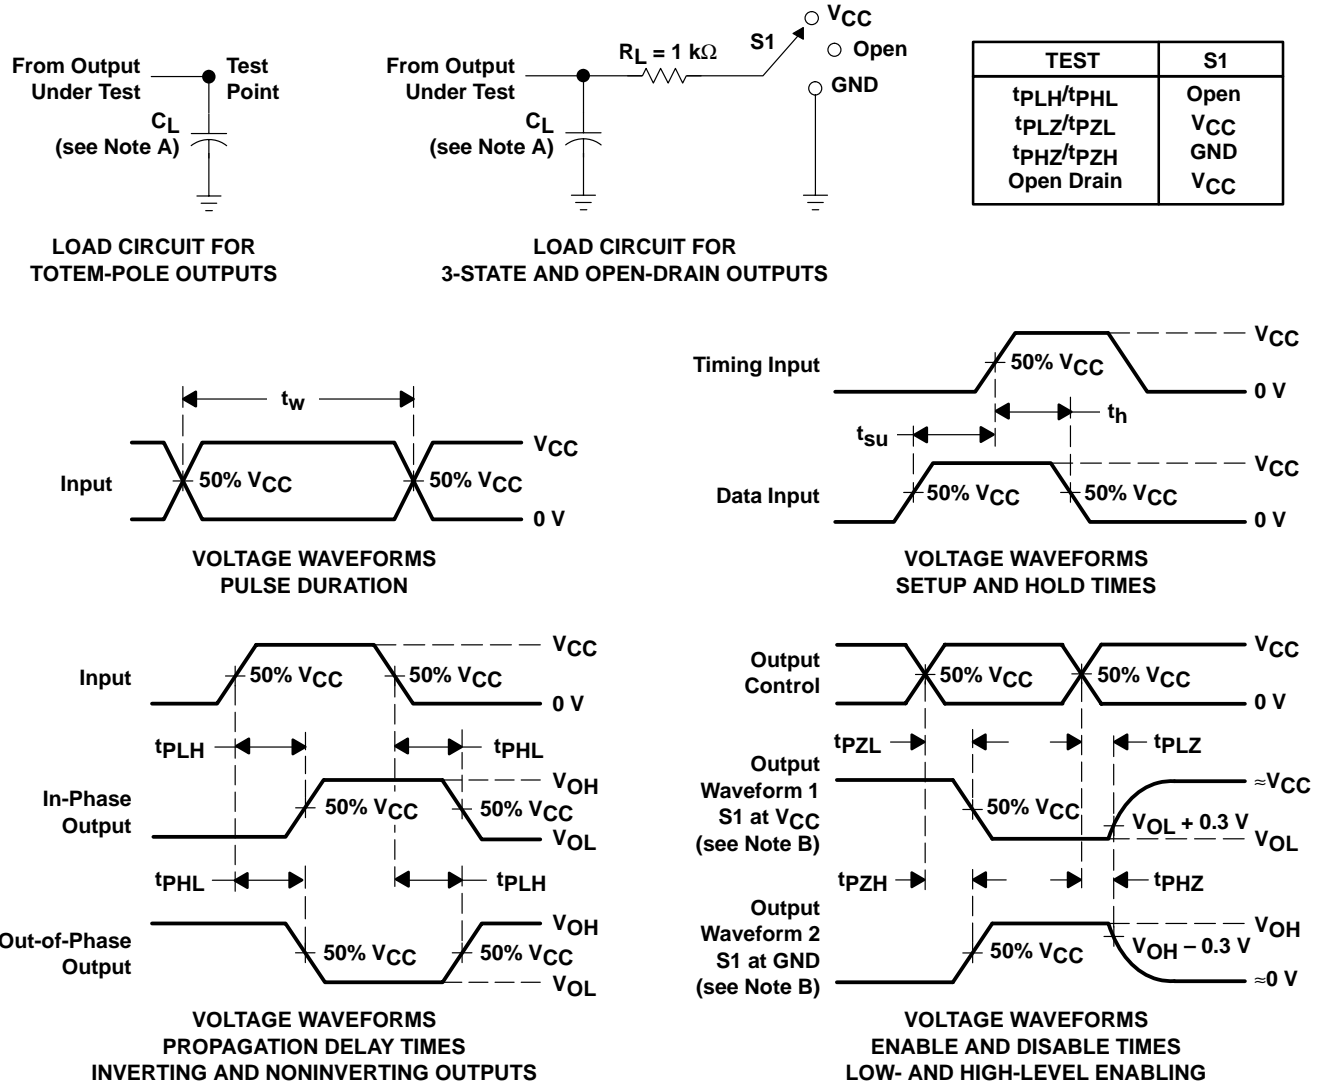 From Output
Under Test
Test
Point
CL
(see Note A)
LOAD CIRCUIT FOR
TOTEM-POLE OUTPUTS
From Output
Under Test
RL = 1 kΩ
S1
VCC
Open
GND
CL
(see Note A)
LOAD CIRCUIT FOR
3-STATE AND OPEN-DRAIN OUTPUTS
TEST S1
tPLH/tPHL Open
tPLZ/tPZL VCC
tPHZ/tPZH GND
Open Drain VCC
tw
Input
50% VCC
50% VCC
VCC
0 V
VOLTAGE WAVEFORMS
PULSE DURATION
Timing Input
50% VCC
VCC
0 V
tsu
th
Data Input
50% VCC
50% VCC
VCC
0 V
VOLTAGE WAVEFORMS
SETUP AND HOLD TIMES
Input
50% VCC
50% VCC
VCC
0 V
tPLH
tPHL
In-Phase
Output
50% VCC
50% VCC
VOH
VOL
tPHL
tPLH
Out-of-Phase
Output
50% VCC
50% VCC
VOH
VOL
VOLTAGE WAVEFORMS
PROPAGATION DELAY TIMES
INVERTING AND NONINVERTING OUTPUTS
Output
Control
50% VCC
50% VCC
VCC
0 V
tPZL
tPLZ
Output
Waveform 1
S1 at VCC
(see Note B)
50% VCC
VOL + 0.3 V
≈VCC
VOL
tPZH
tPHZ
Output
Waveform 2
S1 at GND
(see Note B)
50% VCC
VOH − 0.3 V
VOH
≈0 V
VOLTAGE WAVEFORMS
ENABLE AND DISABLE TIMES
LOW- AND HIGH-LEVEL ENABLING